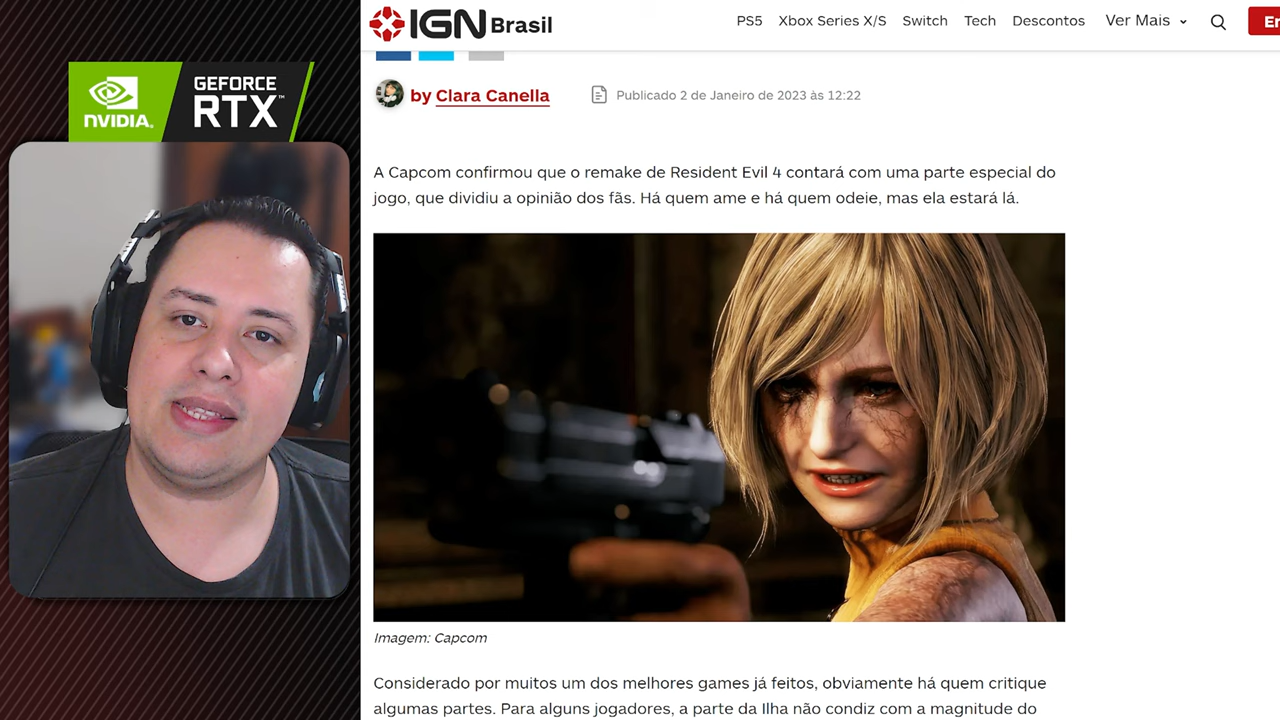 NVIDIA.
GEFORCE
RTX™
IGN Brasil
PS5 Xbox Series X/S Switch Tech Descontos Ver Mais
by Clara Canella
Publicado 2 de Janeiro de 2023 às 12:22
A Capcom confirmou que o remake de Resident Evil 4 contará com uma parte especial do
jogo, que dividiu a opinião dos fãs. Há quem ame e há quem odeie, mas ela estará lá.
Imagem: Capcom
Considerado por muitos um dos melhores games já feitos, obviamente há quem critique
algumas partes. Para alguns jogadores, a parte da Ilha não condiz com a magnitude do